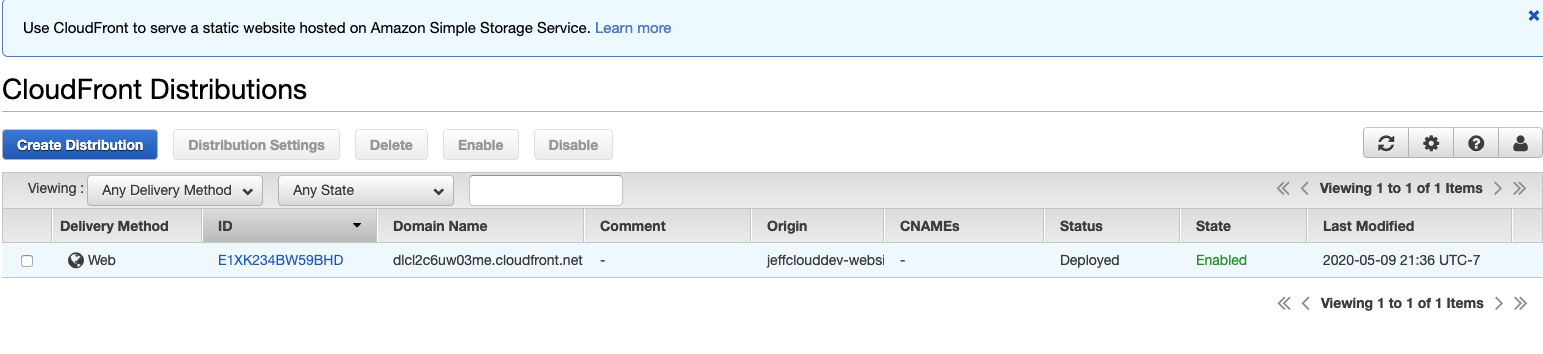 Use CloudFront to serve a static website hosted on Amazon Simple Storage Service. Learn more
CloudFront Distributions
Create Distribution Distribution Settings Delete Enable Disable
Viewing : Any Delivery Method Any State Viewing 1 to 1 of 1 Items
Delivery Method ID Domain Name Comment Origin CNAMEs Status State Last Modified
Web E1XK234BW59BHD dlcl2c6uw03me.cloudfront.net - jeffclouddev-websi - Deployed Enabled 2020-05-09 21:36 UTC-7
Viewing 1 to 1 of 1 Items